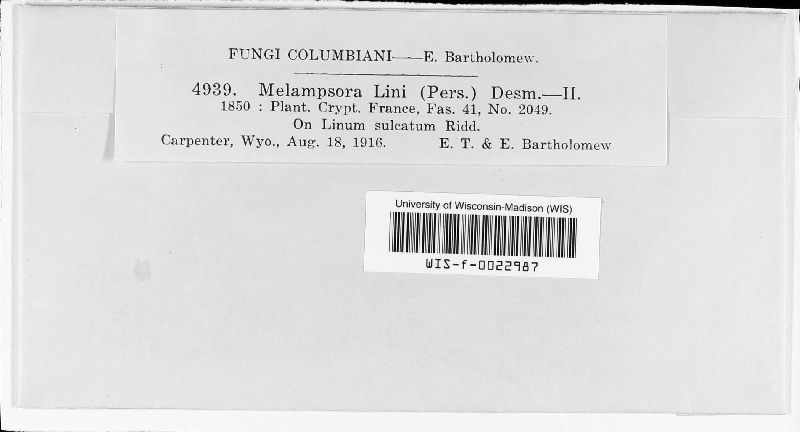 FUNGI COLUMBIANI——E. Bartholomew.
4939. Melampsora Lini (Pers.) Desm.—II.
1850 : Plant. Crypt. France, Fas. 41, No. 2049.
On Linum sulcatum Ridd.
Carpenter, Wyo., Aug. 18, 1916. E. T. & E. Bartholomew
University of Wisconsin-Madison (WIS)
WIS-f-0022987